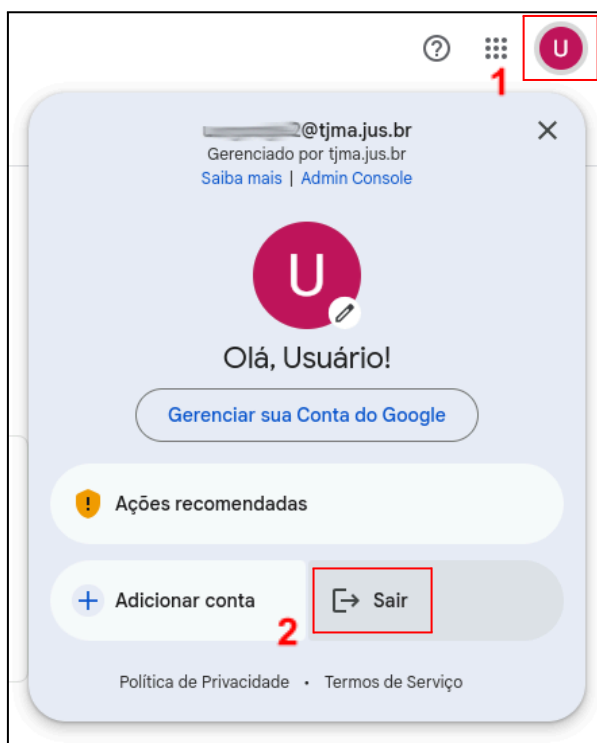 U
1
@tjma.jus.br
Gerenciado por tjma.jus.br
Saiba mais | Admin Console
U
Olá, Usuário!
Gerenciar sua Conta do Google
Ações recomendadas
Adicionar conta
Sair
2
Política de Privacidade • Termos de Serviço